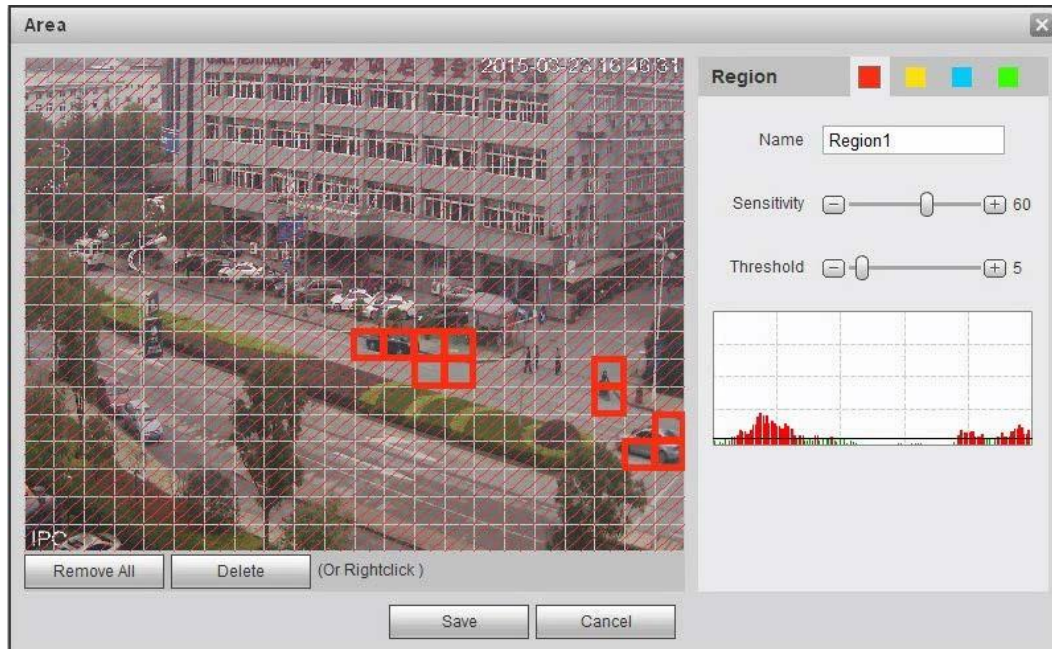 Area
2015-03-23 16:46:31
Region
Name Region1
Sensitivity 60
Threshold 5
IPC
Remove All Delete (Or Rightclick )
Save Cancel